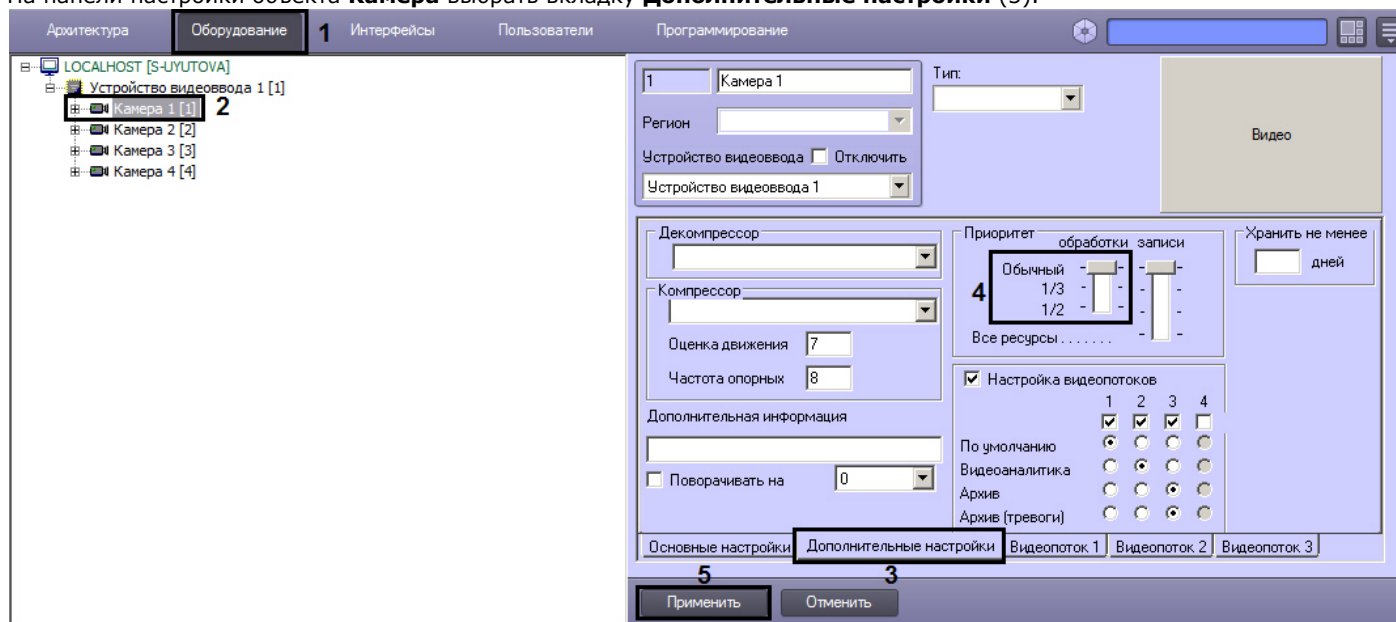 На панели настройки объекта Камера выбрать вкладку Дополнительные настройки (3).
Архитектура Оборудование 1 Интерфейсы Пользователи Программирование
LOCALHOST [S-UYUTOVA]
Устройство видеоввода 1 [1]
Камера 1 [1] 2
Камера 2 [2]
Камера 3 [3]
Камера 4 [4]
1 Камера 1
Тип:
Регион
Устройство видеоввода Отключить
Устройство видеоввода 1
Видео
Декомпрессор
Компрессор
Оценка движения 7
Частота опорных 8
Дополнительная информация
Поворачивать на 0
Приоритет
обработки записи
Обычный
4 1/3
1/2
Все ресурсы . . . . . . .
Хранить не менее
дней
Настройка видеопотоков
1 2 3 4
По умолчанию
Видеоаналитика
Архив
Архив (тревоги)
Основные настройки Дополнительные настройки Видеопоток 1 Видеопоток 2 Видеопоток 3
5 3
Применить Отменить